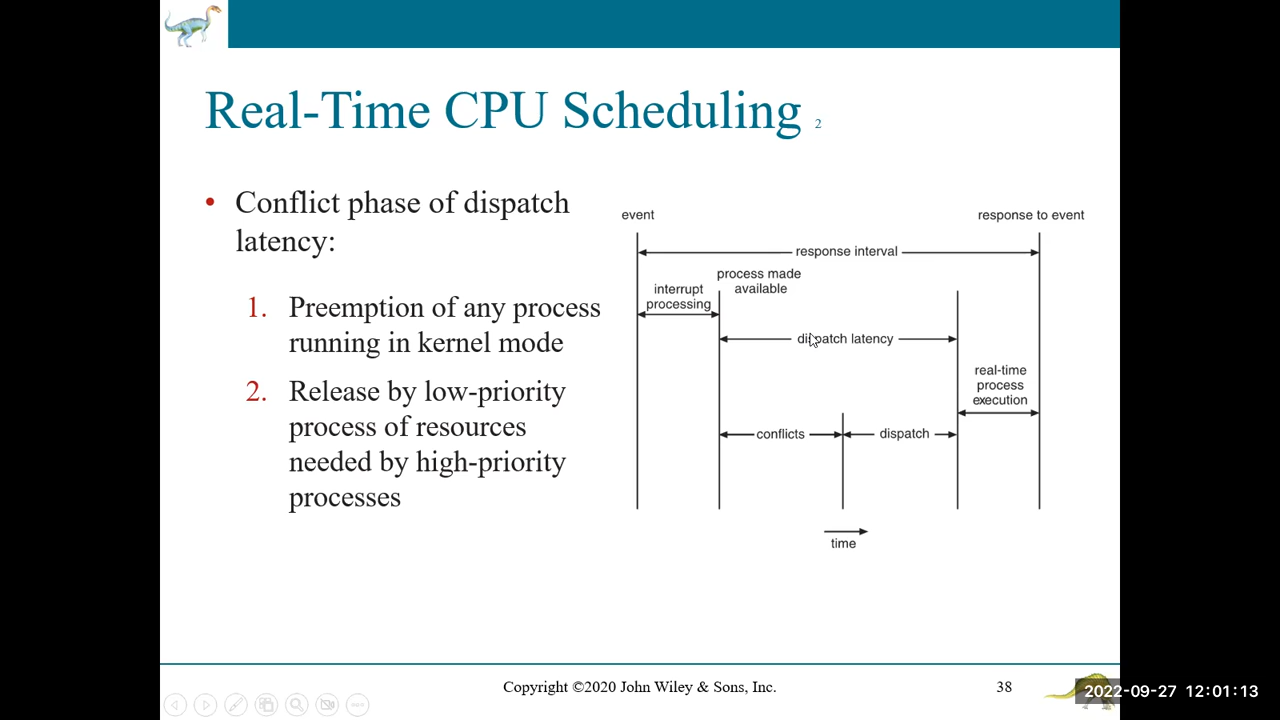 Real-Time CPU Scheduling 2
• Conflict phase of dispatch
latency:
1. Preemption of any process
running in kernel mode
2. Release by low-priority
process of resources
needed by high-priority
processes
event
response to event
response interval
process made
available
interrupt
processing
dispatch latency
real-time
process
execution
conflicts
dispatch
time
Copyright ©2020 John Wiley & Sons, Inc.
38
2022-09-27 12:01:13